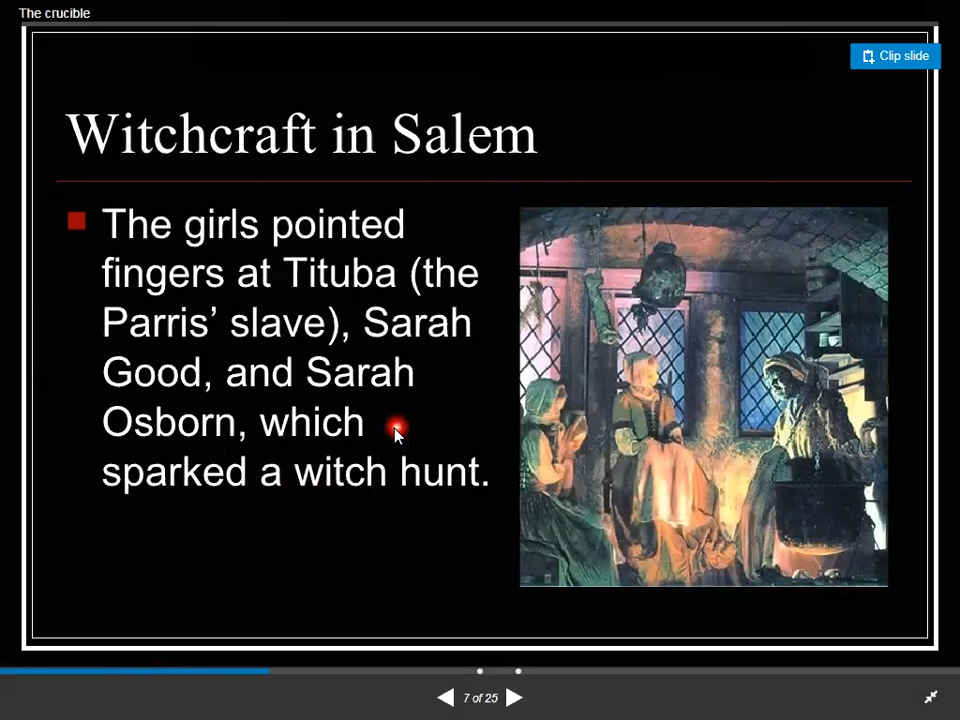 The crucible
Clip slide
Witchcraft in Salem
The girls pointed
fingers at Tituba (the
Parris’ slave), Sarah
Good, and Sarah
Osborn, which
sparked a witch hunt.
7 of 25